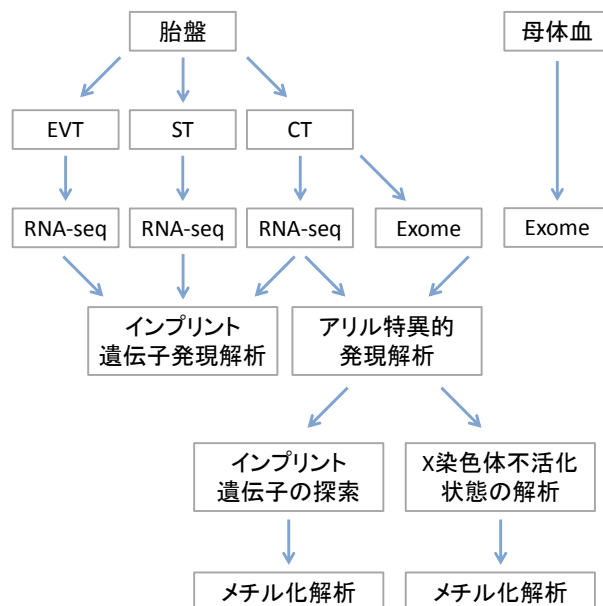 胎盤
母体血
EVT
ST
CT
RNA-seq
RNA-seq
RNA-seq
Exome
Exome
インプリント
遺伝子発現解析
アリル特異的
発現解析
インプリント
遺伝子の探索
X染色体不活化
状態の解析
メチル化解析
メチル化解析